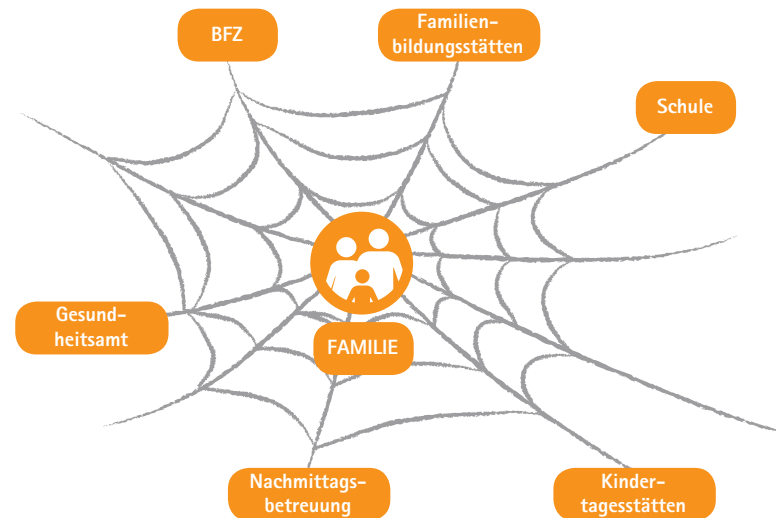 BFZ
Familien-
bildungsstätten
Schule
Gesund-
heitsamt
FAMILIE
Nachmittags-
betreuung
Kinder-
tagesstätten